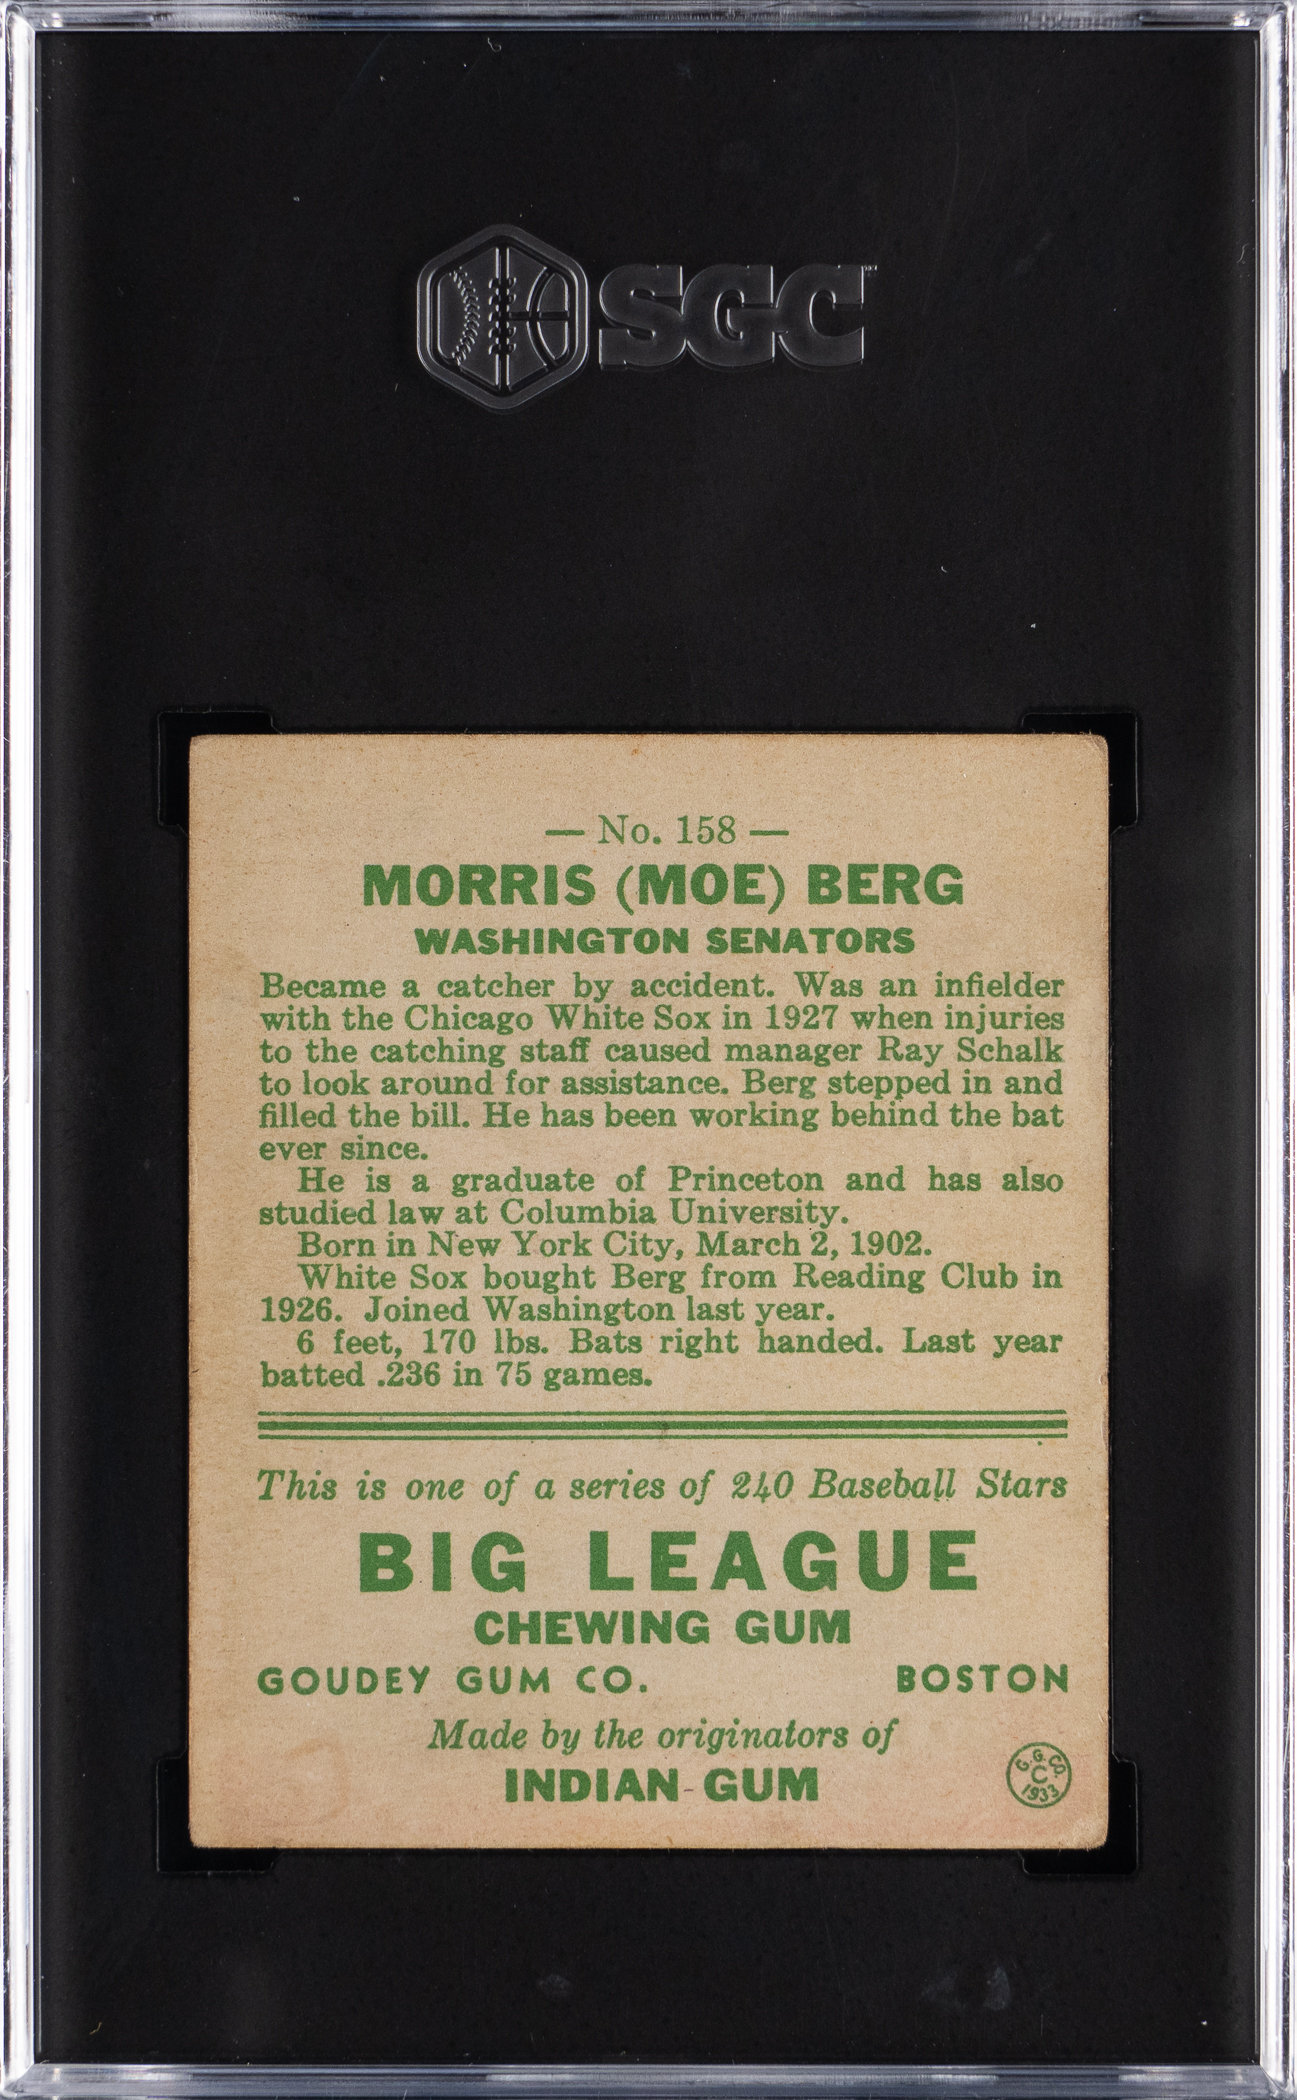 SGC
— No. 158 —
MORRIS (MOE) BERG
WASHINGTON SENATORS
Became a catcher by accident. Was an infielder
with the Chicago White Sox in 1927 when injuries
to the catching staff caused manager Ray Schalk
to look around for assistance. Berg stepped in and
filled the bill. He has been working behind the bat
ever since.
He is a graduate of Princeton and has also
studied law at Columbia University.
Born in New York City, March 2, 1902.
White Sox bought Berg from Reading Club in
1926. Joined Washington last year.
6 feet, 170 lbs. Bats right handed. Last year
batted .236 in 75 games.
This is one of a series of 240 Baseball Stars
BIG LEAGUE
CHEWING GUM
GOUDEY GUM CO. BOSTON
Made by the originators of
INDIAN GUM
G. G. CO.
C
1933